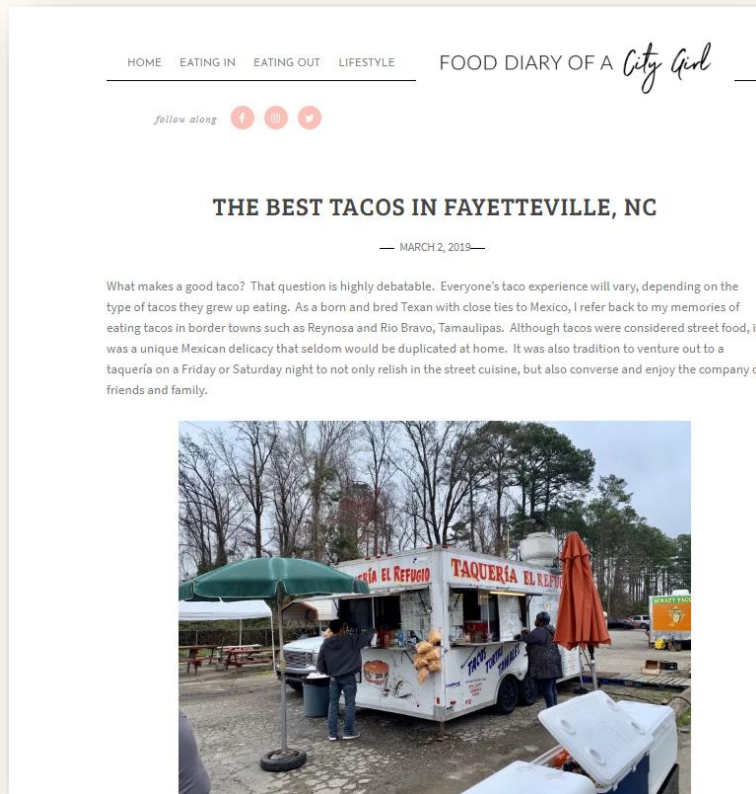 HOME EATING IN EATING OUT LIFESTYLE
FOOD DIARY OF A City Girl
follow along
THE BEST TACOS IN FAYETTEVILLE, NC
MARCH 2, 2019
What makes a good taco? That question is highly debatable. Everyone's taco experience will vary, depending on the
type of tacos they grew up eating. As a born and bred Texan with close ties to Mexico, I refer back to my memories of
eating tacos in border towns such as Reynosa and Rio Bravo, Tamaulipas. Although tacos were considered street food, i
was a unique Mexican delicacy that seldom would be duplicated at home. It was also tradition to venture out to a
taquería on a Friday or Saturday night to not only relish in the street cuisine, but also converse and enjoy the company o
friends and family.
RÍA EL REFUGIO
TAQUERÍA EL REFU
TACOS
TORTAS
TAMALES